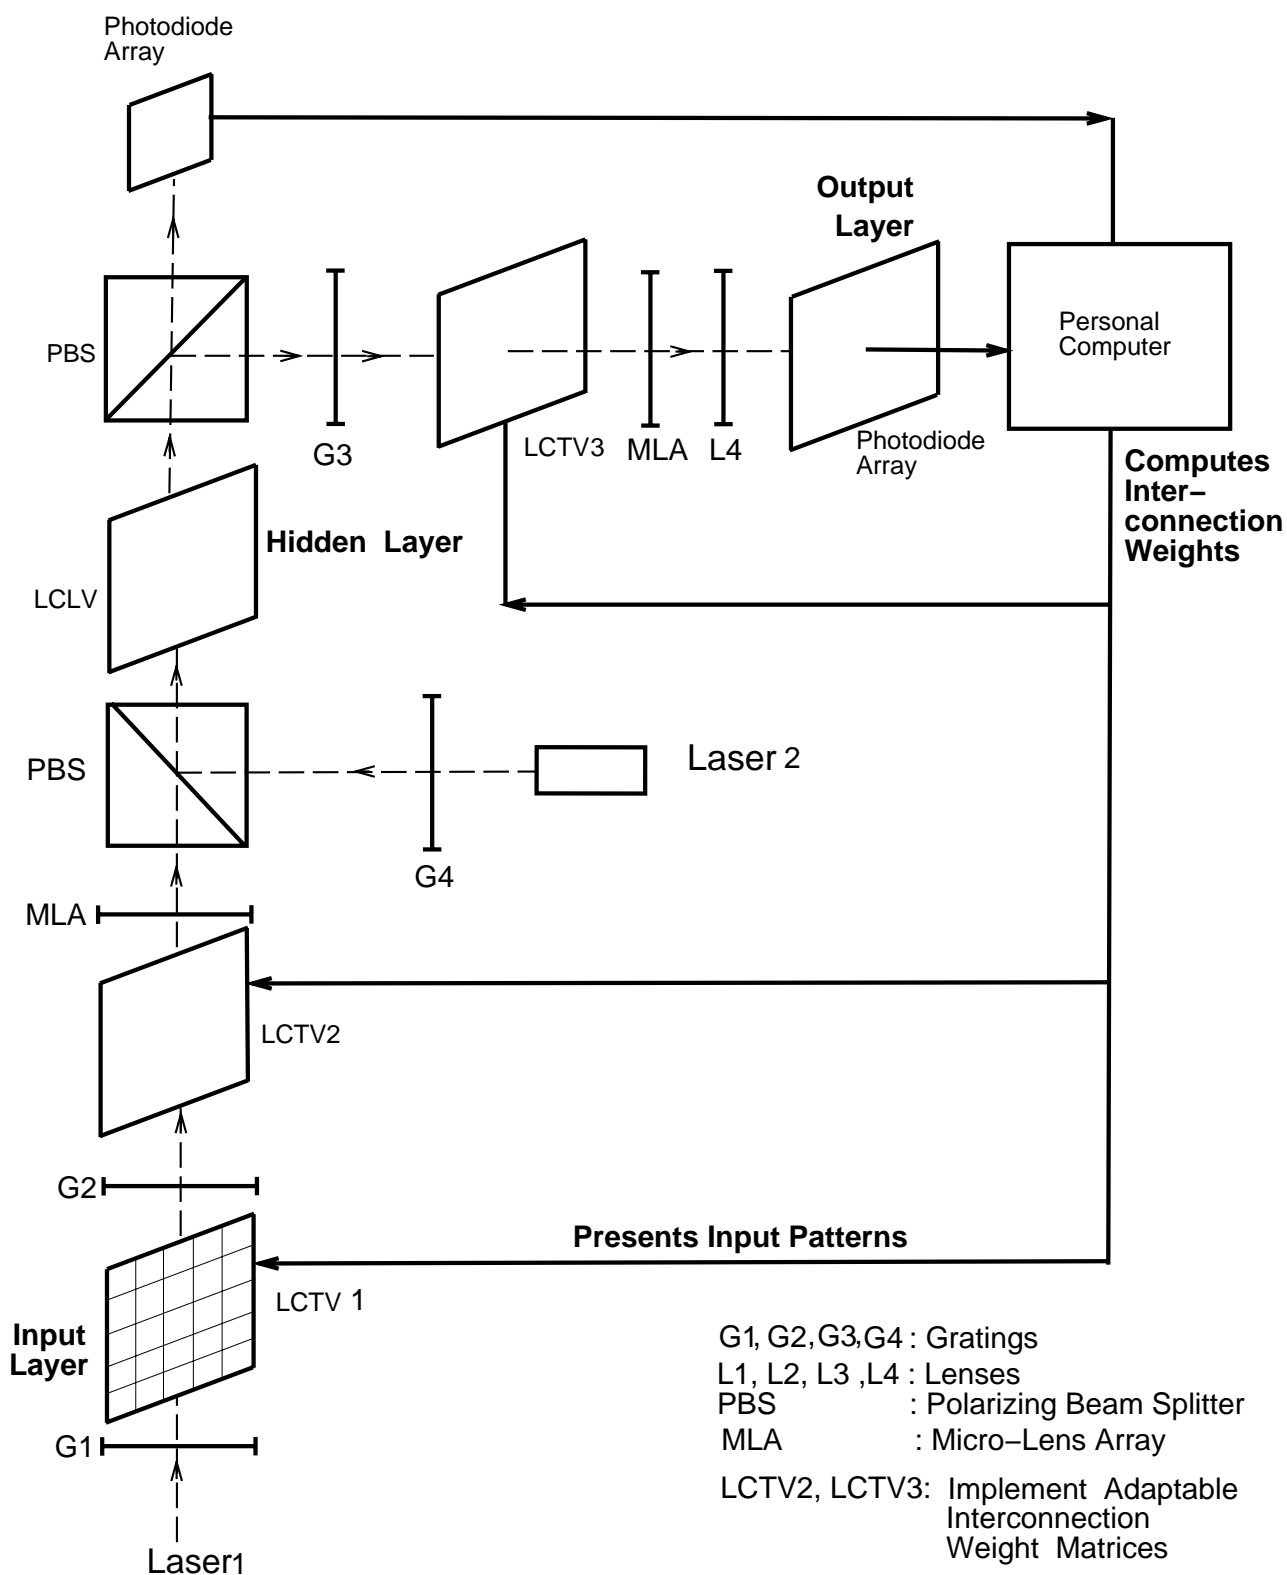 Photodiode
Array
Output
Layer
Personal
Computer
PBS
G3
LCTV3
MLA
L4
Photodiode
Array
Computes
Inter–
connection
Weights
Hidden Layer
LCLV
PBS
Laser 2
G4
MLA
LCTV2
G2
Presents Input Patterns
LCTV 1
Input
Layer
G1
Laser1
G1, G2, G3,G4 : Gratings
L1, L2, L3 ,L4 : Lenses
PBS : Polarizing Beam Splitter
MLA : Micro–Lens Array
LCTV2, LCTV3: Implement Adaptable
Interconnection
Weight Matrices